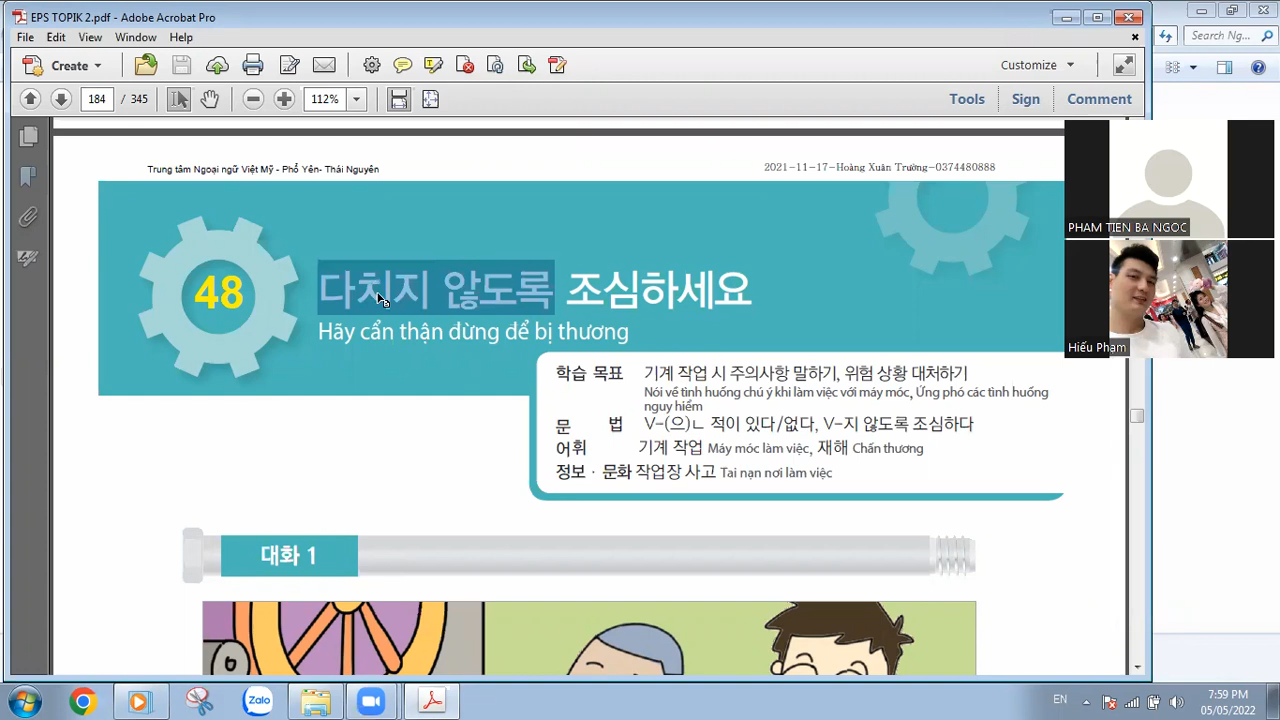 EPS TOPIK 2.pdf - Adobe Acrobat Pro
File Edit View Window Help
Search Ng...
Create
Customize
184 / 345
112%
Tools Sign Comment
Trung tâm Ngoại ngữ Việt Mỹ - Phổ Yên- Thái Nguyên
2021-11-17-Hoàng Xuân Trường-0374480888
48
다치지 않도록 조심하세요
Hãy cẩn thận dừng dể bị thương
PHAM TIEN BA NGOC
Hiếu Phạm
학습 목표 기계 작업 시 주의사항 말하기, 위험 상황 대처하기
Nói về tình huống chú ý khi làm việc với máy móc, Ứng phó các tình huống
nguy hiểm
문 법 V-(으)ㄴ 적이 있다/없다, V-지 않도록 조심하다
어휘 기계 작업 Máy móc làm việc, 재해 Chấn thương
정보 · 문화 작업장 사고 Tai nạn nơi làm việc
대화 1
Zalo
EN
7:59 PM
05/05/2022